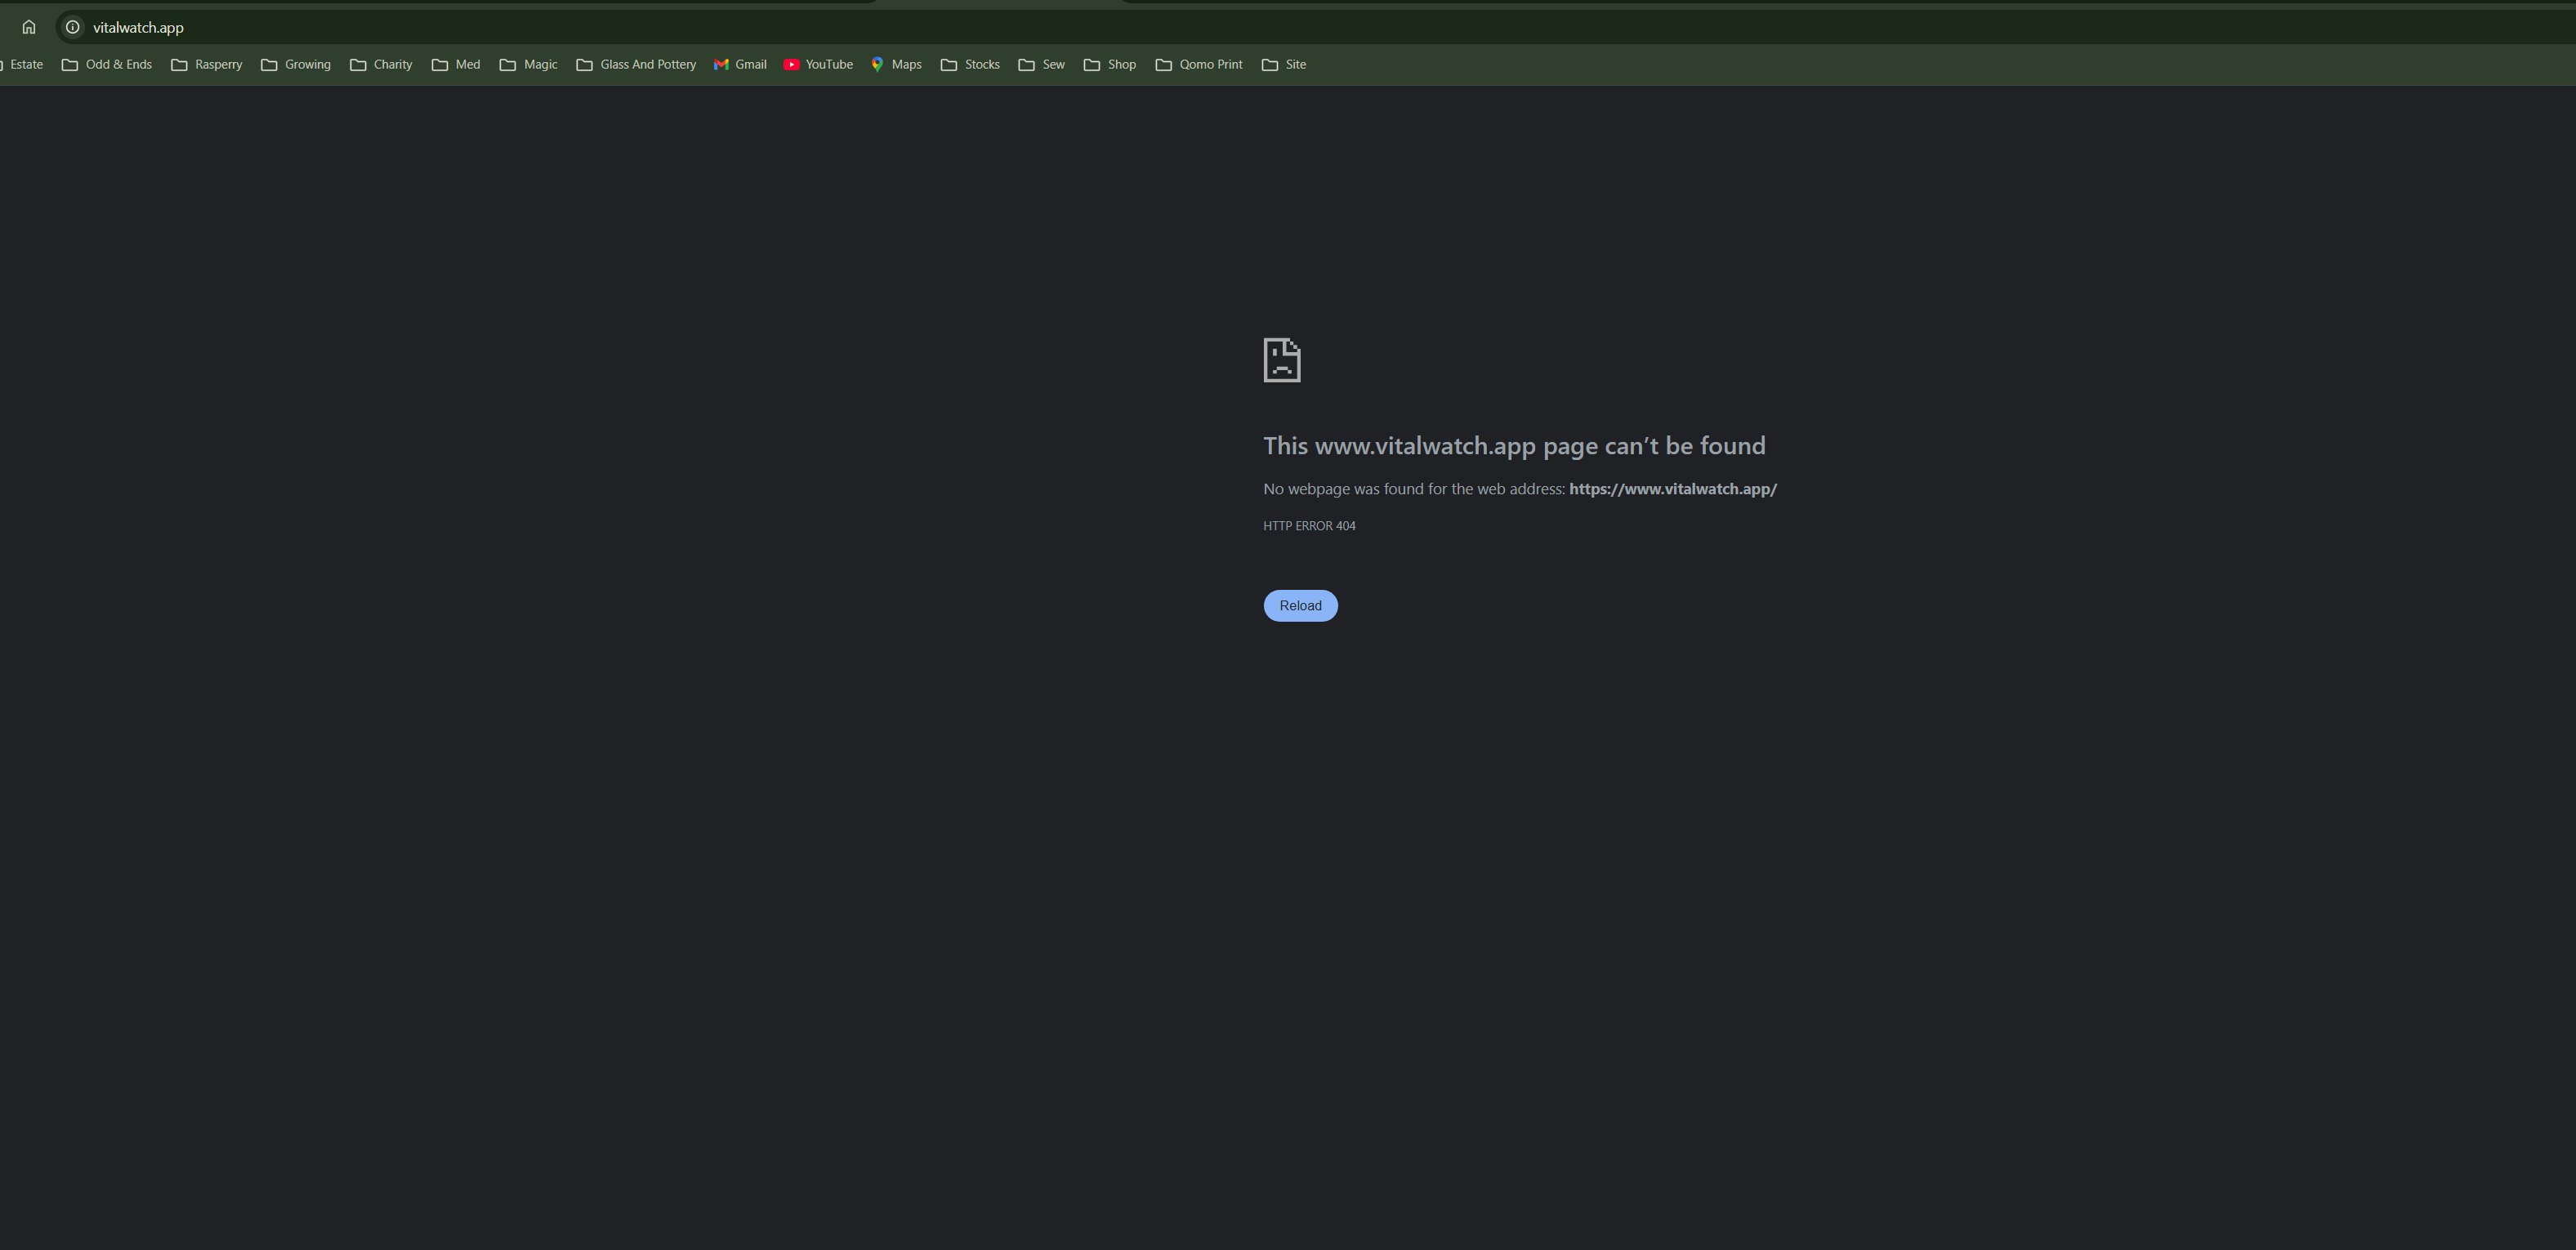 vitalwatch.app
Estate Odd & Ends Rasperry Growing Charity Med Magic Glass And Pottery Gmail YouTube Maps Stocks Sew Shop Qomo Print Site
This www.vitalwatch.app page can’t be found
No webpage was found for the web address: https://www.vitalwatch.app/
HTTP ERROR 404
Reload